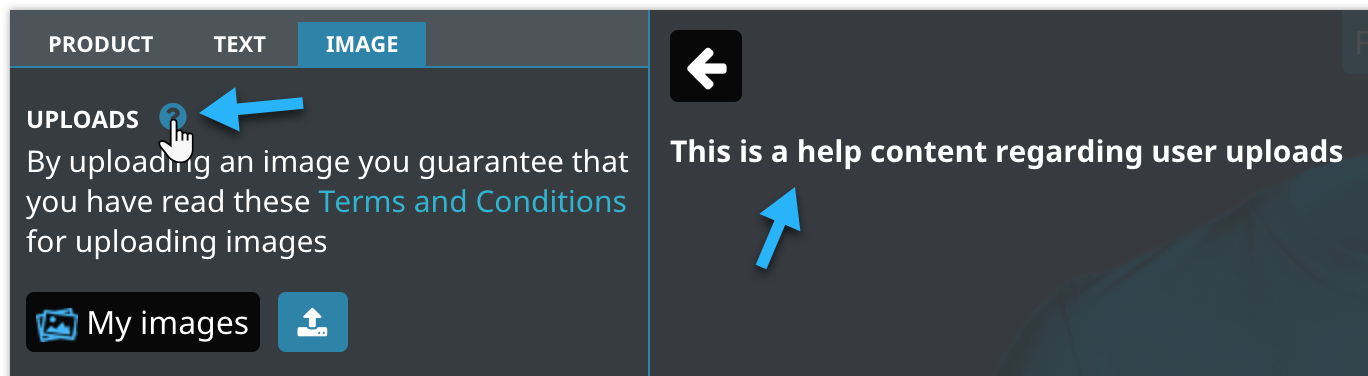 PRODUCT TEXT IMAGE
UPLOADS ?
By uploading an image you guarantee that
you have read these Terms and Conditions
for uploading images
My images
This is a help content regarding user uploads